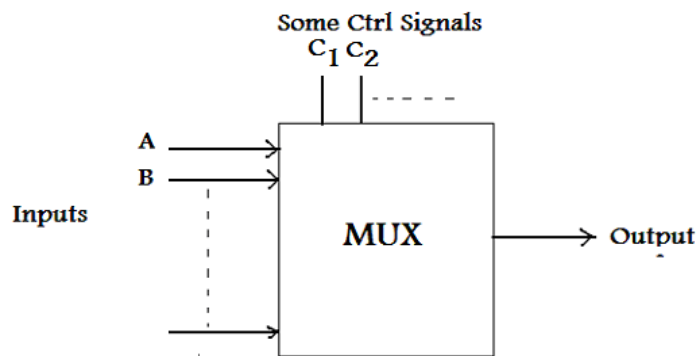 Some Ctrl Signals
C1 C2
A
B
Inputs
MUX
Output